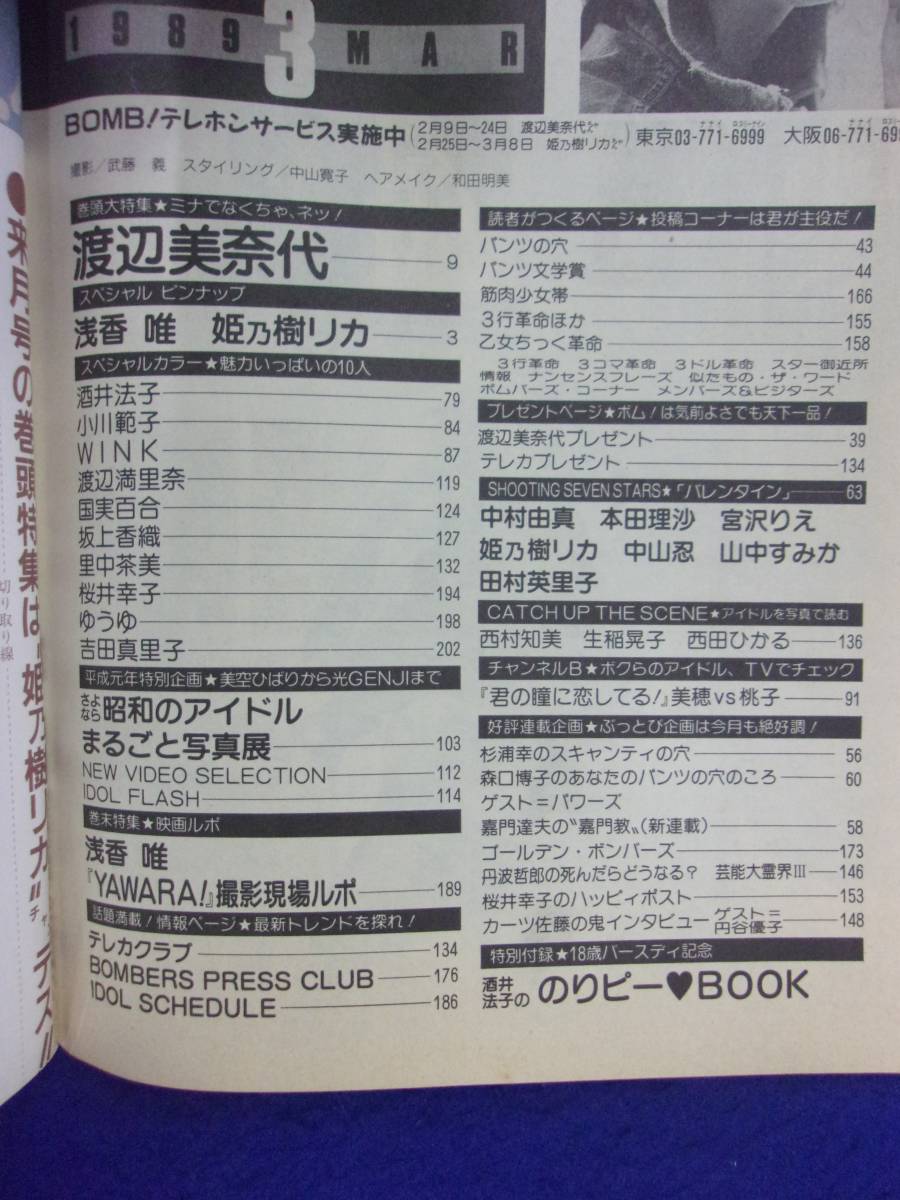 1989 3 MAR
BOMB!テレホンサービス実施中
2月9日〜24日 渡辺美奈代
2月25日〜3月8日 姫乃樹リカ
東京03-771-6999 大阪06-771-699
撮影/武藤 義 スタイリング/中山寛子 ヘアメイク/和田明美
巻頭大特集★ミナでなくちゃ、ネッ!
渡辺美奈代 9
スペシャル ピンナップ
浅香 唯 姫乃樹リカ 3
スペシャルカラー★魅力いっぱいの10人
酒井法子 79
小川範子 84
WINK 87
渡辺満里奈 119
国実百合 124
坂上香織 127
里中茶美 132
桜井幸子 194
ゆうゆ 198
吉田真里子 202
平成元年特別企画★美空ひばりから光GENJIまで
さよなら昭和のアイドル
まるごと写真展 103
NEW VIDEO SELECTION 112
IDOL FLASH 114
巻末特集★映画ルポ
浅香 唯
『YAWARA!』撮影現場ルポ 189
話題満載!情報ページ★最新トレンドを探れ!
テレカクラブ 134
BOMBERS PRESS CLUB 176
IDOL SCHEDULE 186
読者がつくるページ★投稿コーナーは君が主役だ!
パンツの穴 43
パンツ文学賞 44
筋肉少女帯 166
3行革命ほか 155
乙女ちっく革命 158
3行革命 3コマ革命 3ドル革命 スター御近所
情報 ナンセンスフレーズ 似たもの・ザ・ワード
ボムバーズ・コーナー メンバーズ&ビジターズ
プレゼントページ★ボム!は気前よさでも天下一品!
渡辺美奈代プレゼント 39
テレカプレゼント 134
SHOOTING SEVEN STARS★「バレンタイン」 63
中村由真 本田理沙 宮沢りえ
姫乃樹リカ 中山忍 山中すみか
田村英里子
CATCH UP THE SCENE★アイドルを写真で読む
西村知美 生稲晃子 西田ひかる 136
チャンネルB★ボクらのアイドル、TVでチェック
『君の瞳に恋してる!』美穂vs桃子 91
好評連載企画★ぶっとび企画は今月も絶好調!
杉浦幸のスキャンティの穴 56
森口博子のあなたのパンツの穴のころ 60
ゲスト=パワーズ
嘉門達夫の〝嘉門教〟(新連載) 58
ゴールデン・ボンバーズ 173
丹波哲郎の死んだらどうなる? 芸能大霊界III 146
桜井幸子のハッピィポスト 153
カーツ佐藤の鬼インタビュー ゲスト=円谷優子 148
特別付録★18歳バースディ記念
酒井法子の のりピー♥BOOK
●来月号の巻頭特集は〝姫乃樹リカ〟チャンデス!!
切り取り線